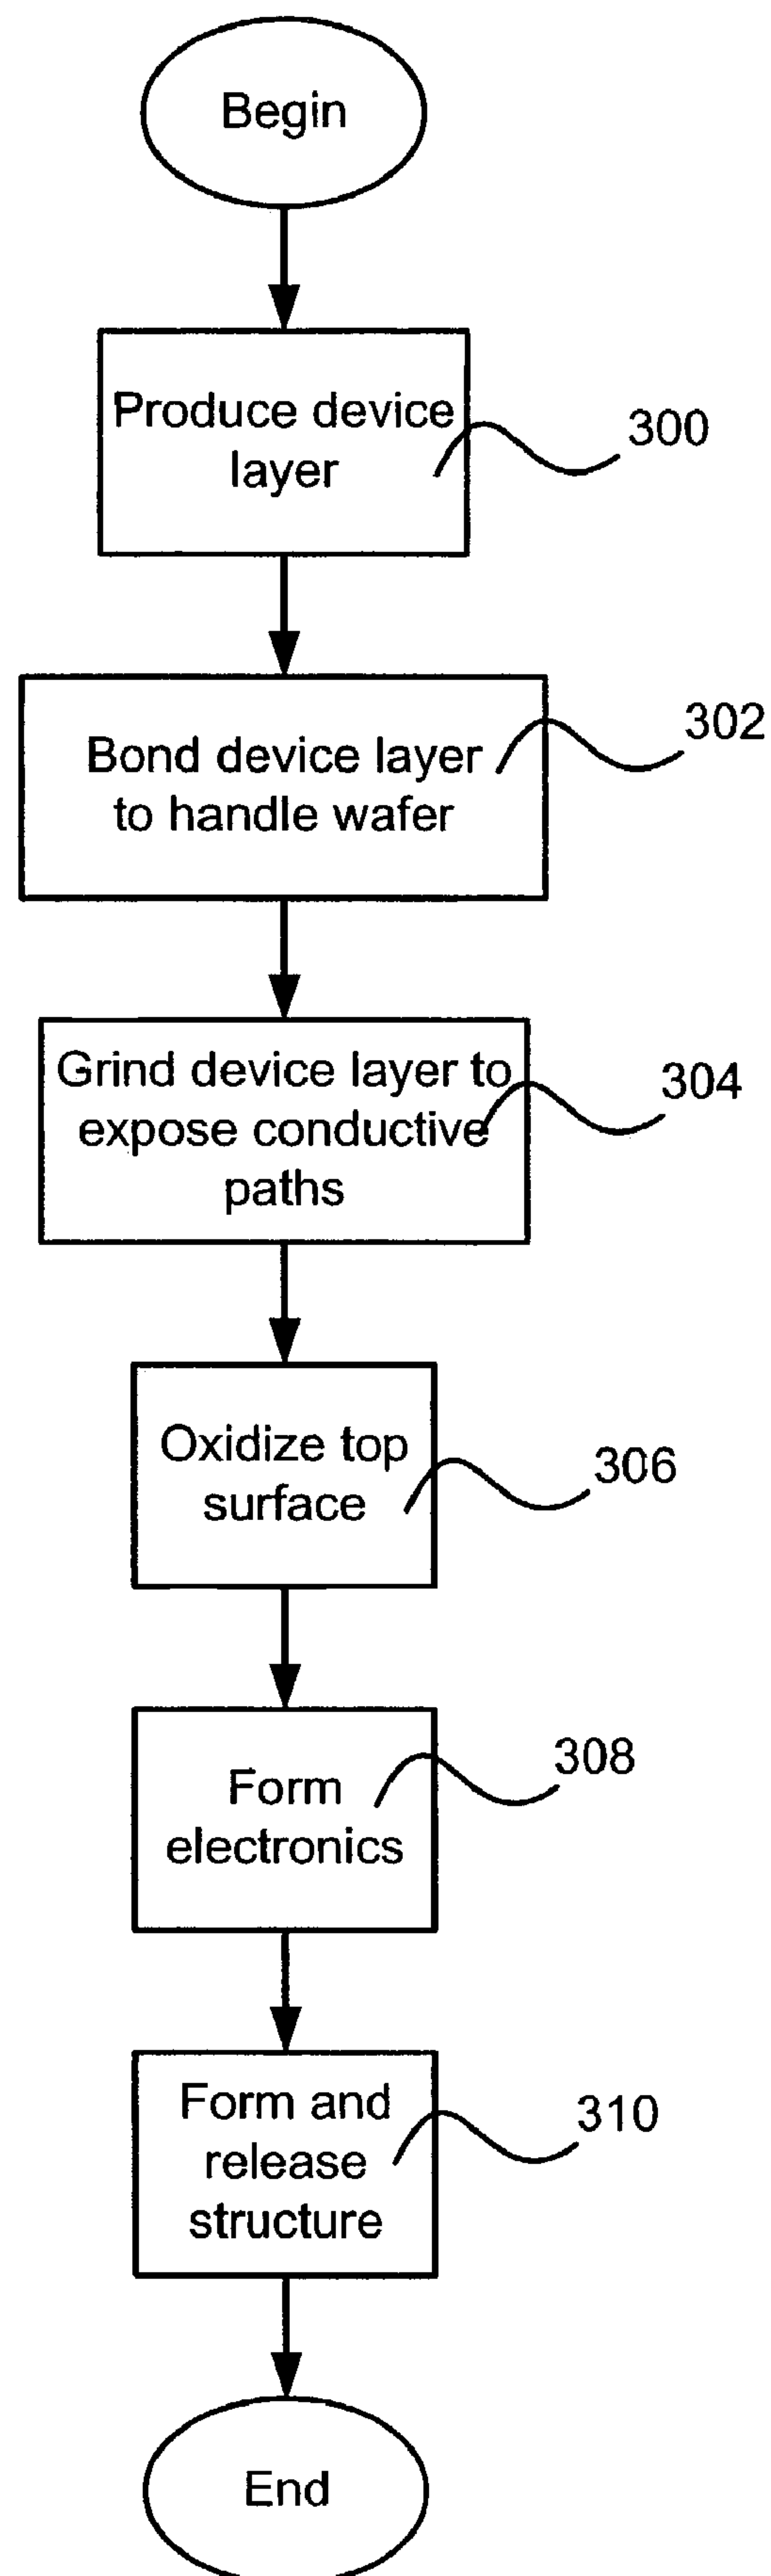 Begin
Produce device
layer
300
Bond device layer
to handle wafer
302
Grind device layer to
expose conductive
paths
304
Oxidize top
surface
306
Form
electronics
308
Form and
release
structure
310
End